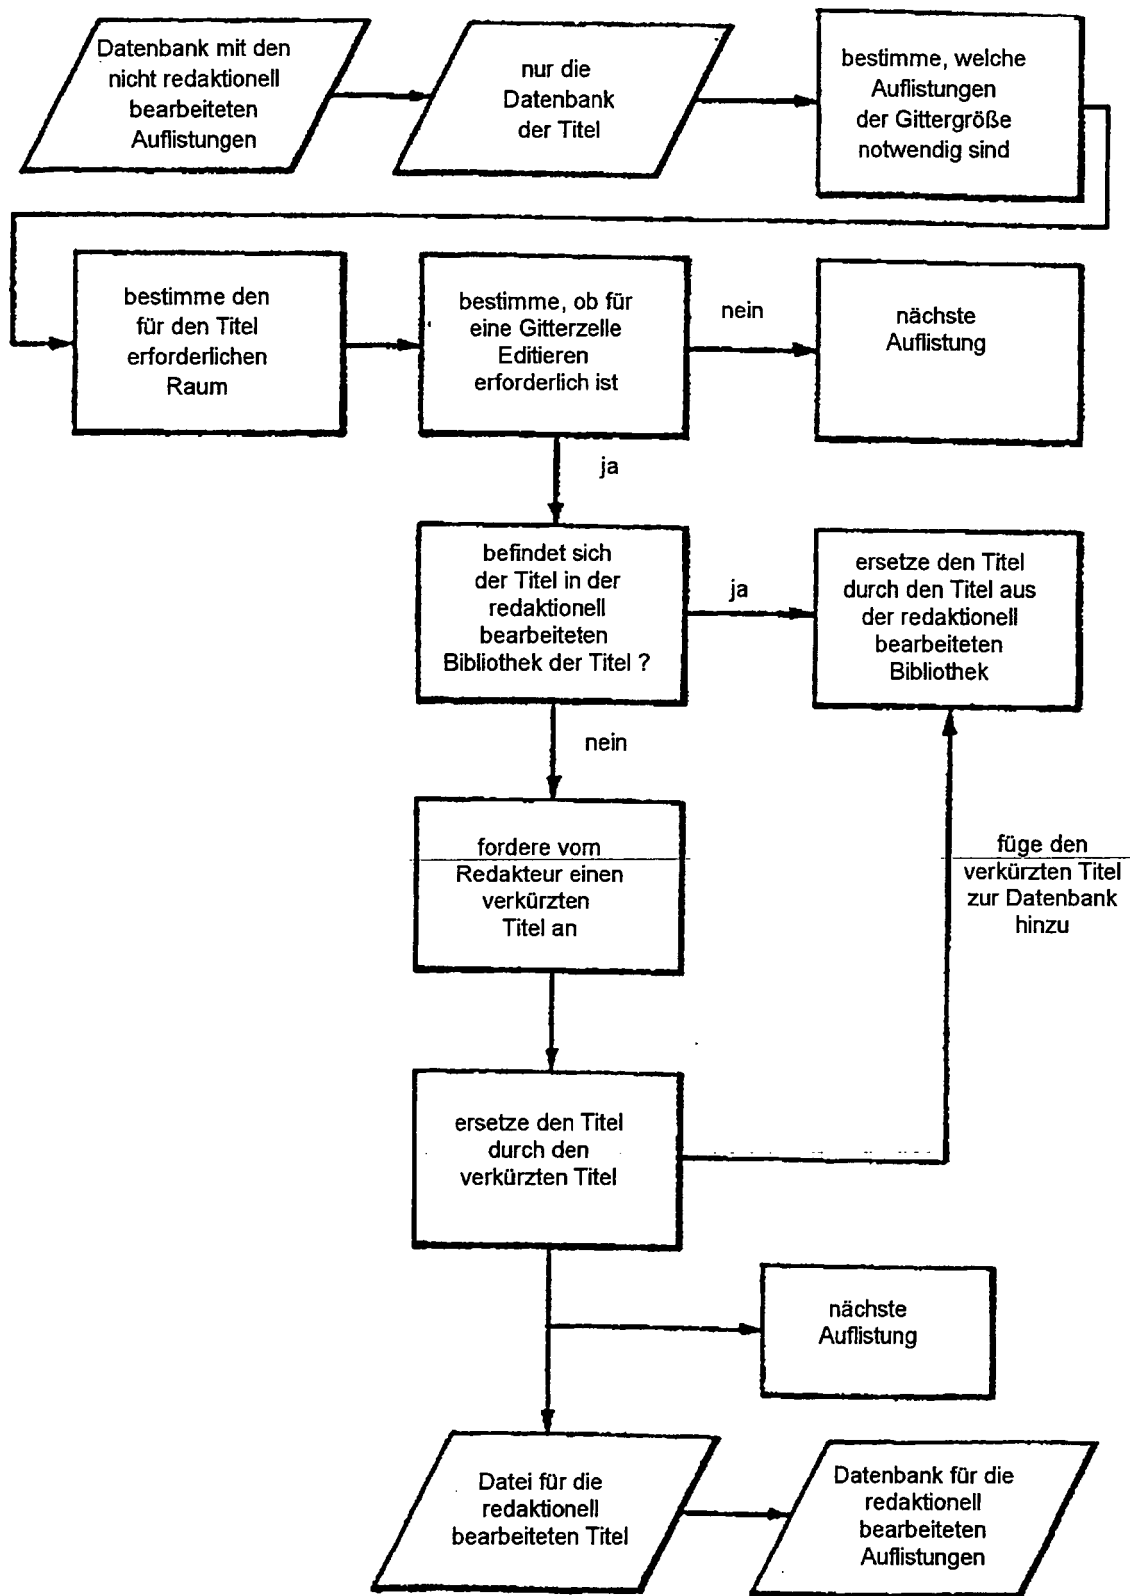 Datenbank mit den
nicht redaktionell
bearbeiteten
Auflistungen
nur die
Datenbank
der Titel
bestimme, welche
Auflistungen
der Gittergröße
notwendig sind
bestimme den
für den Titel
erforderlichen
Raum
bestimme, ob für
eine Gitterzelle
Editieren
erforderlich ist
nein
nächste
Auflistung
ja
befindet sich
der Titel in der
redaktionell
bearbeiteten
Bibliothek der Titel ?
ja
ersetze den Titel
durch den Titel aus
der redaktionell
bearbeiteten
Bibliothek
nein
fordere vom
Redakteur einen
verkürzten
Titel an
füge den
verkürzten Titel
zur Datenbank
hinzu
ersetze den Titel
durch den
verkürzten Titel
nächste
Auflistung
Datei für die
redaktionell
bearbeiteten Titel
Datenbank für die
redaktionell
bearbeiteten
Auflistungen